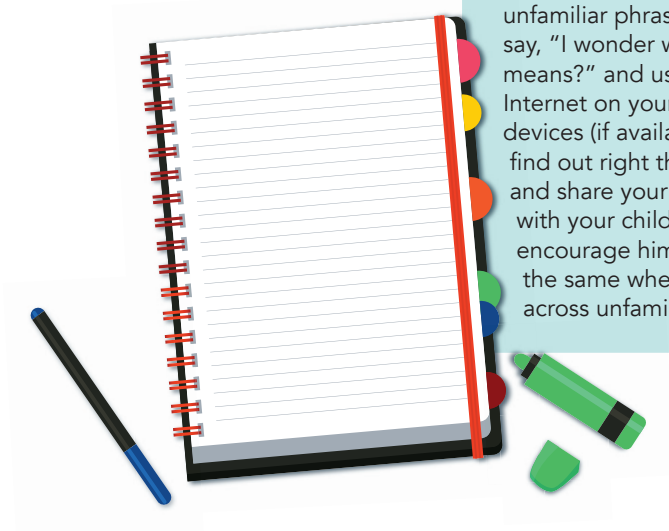 unfamiliar phras
say, "I wonder w
means?" and us
Internet on your
devices (if availa
find out right th
and share your
with your child
encourage him
the same whe
across unfami